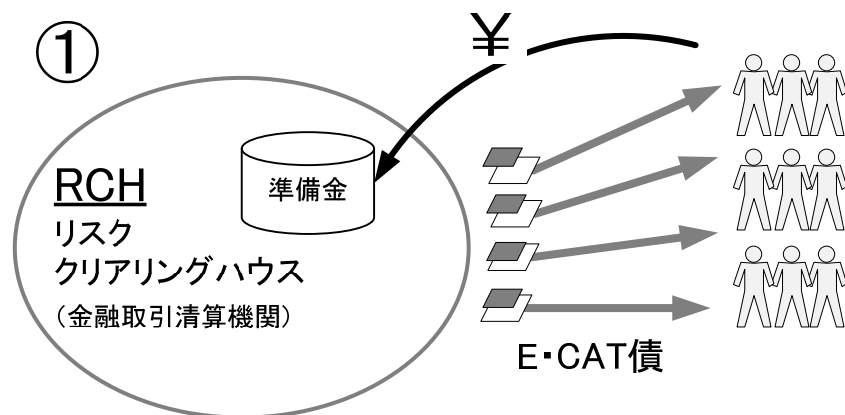 ①
¥
準備金
RCH
リスク
クリアリングハウス
（金融取引清算機関）
E・CAT債